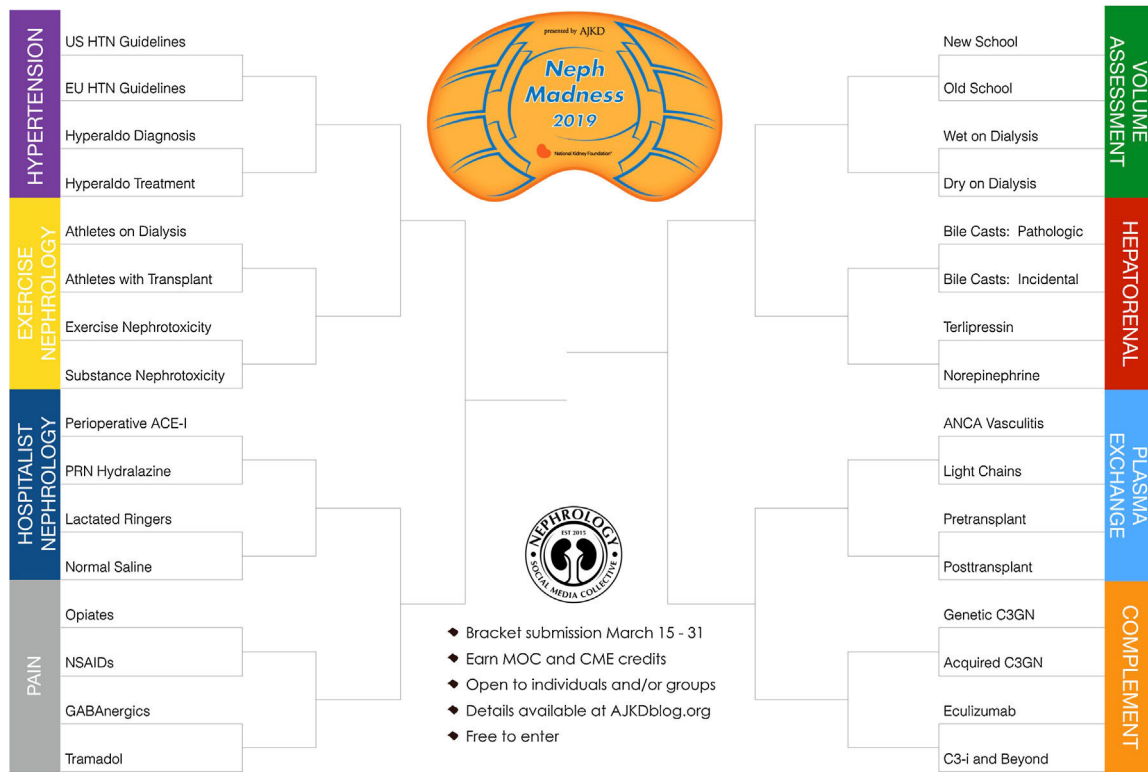 HYPERTENSION
US HTN Guidelines
EU HTN Guidelines
Hyperaldo Diagnosis
Hyperaldo Treatment
EXERCISE
NEPHROLOGY
Athletes on Dialysis
Athletes with Transplant
Exercise Nephrotoxicity
Substance Nephrotoxicity
HOSPITALIST
NEPHROLOGY
Perioperative ACE-I
PRN Hydralazine
Lactated Ringers
Normal Saline
PAIN
Opiates
NSAIDs
GABAnergics
Tramadol
presented by AJKD
Neph
Madness
2019
National Kidney Foundation®
NEPHROLOGY
EST 2015
SOCIAL MEDIA COLLECTIVE
Bracket submission March 15 - 31
Earn MOC and CME credits
Open to individuals and/or groups
Details available at AJKDblog.org
Free to enter
VOLUME
ASSESSMENT
New School
Old School
Wet on Dialysis
Dry on Dialysis
HEPATORENAL
Bile Casts: Pathologic
Bile Casts: Incidental
Terlipressin
Norepinephrine
PLASMA
EXCHANGE
ANCA Vasculitis
Light Chains
Pretransplant
Posttransplant
COMPLEMENT
Genetic C3GN
Acquired C3GN
Eculizumab
C3-i and Beyond